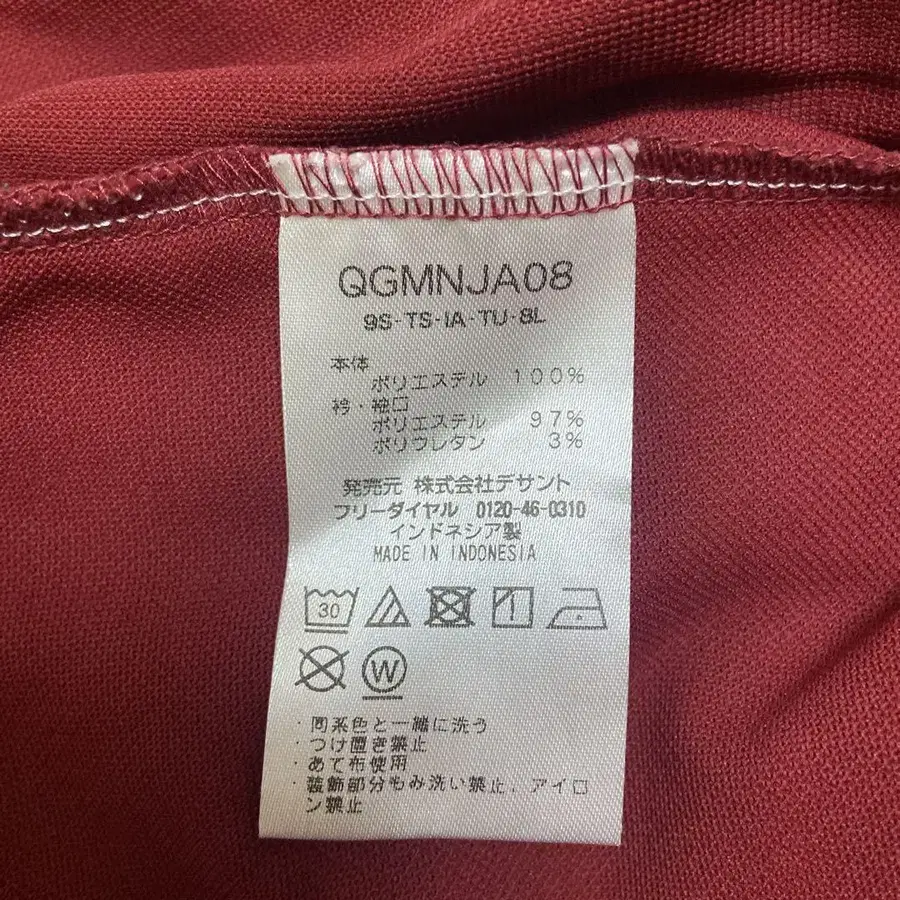 QGMNJA08
9S-TS-IA-TU-8L
本体
ポリエステル 100%
衿・袖口
ポリエステル 97%
ポリウレタン 3%
発売元 株式会社デサント
フリーダイヤル 0120-46-0310
インドネシア製
MADE IN INDONESIA
30
W
・同系色と一緒に洗う
・つけ置き禁止
・あて布使用
・装飾部分もみ洗い禁止、アイロ
ン禁止